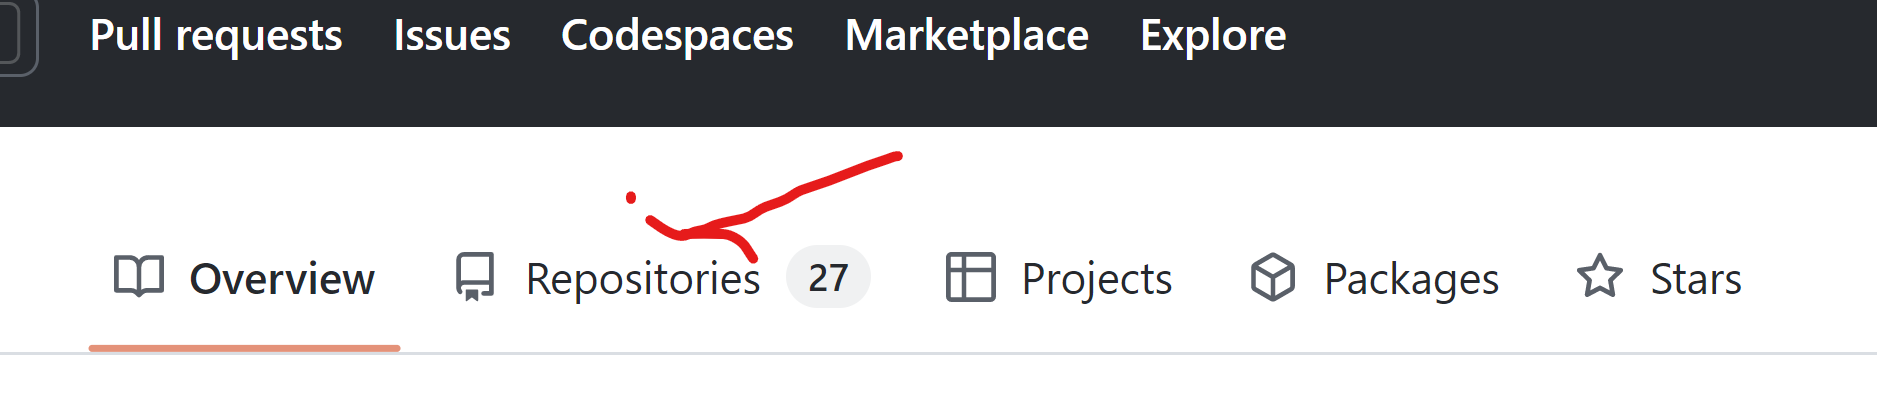 Pull requests Issues Codespaces Marketplace Explore
Overview Repositories 27 Projects Packages Stars